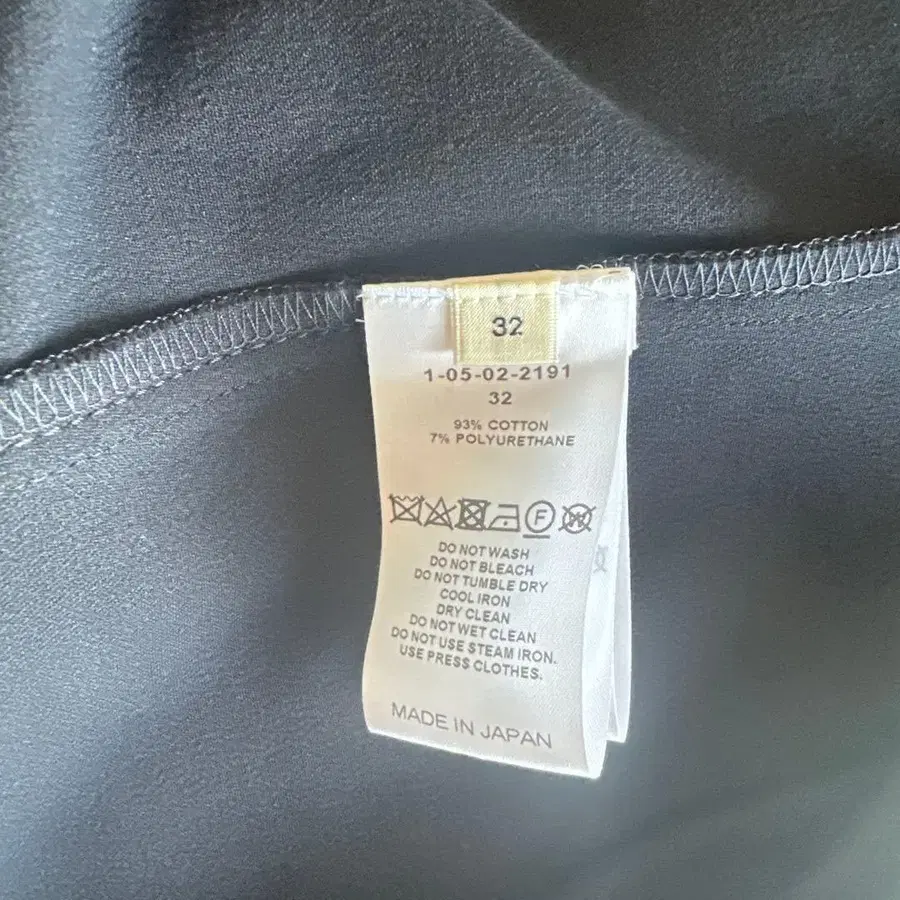 32
1-05-02-2191
32
93% COTTON
7% POLYURETHANE
F
W
DO NOT WASH
DO NOT BLEACH
DO NOT TUMBLE DRY
COOL IRON
DRY CLEAN
DO NOT WET CLEAN
DO NOT USE STEAM IRON.
USE PRESS CLOTHES.
MADE IN JAPAN